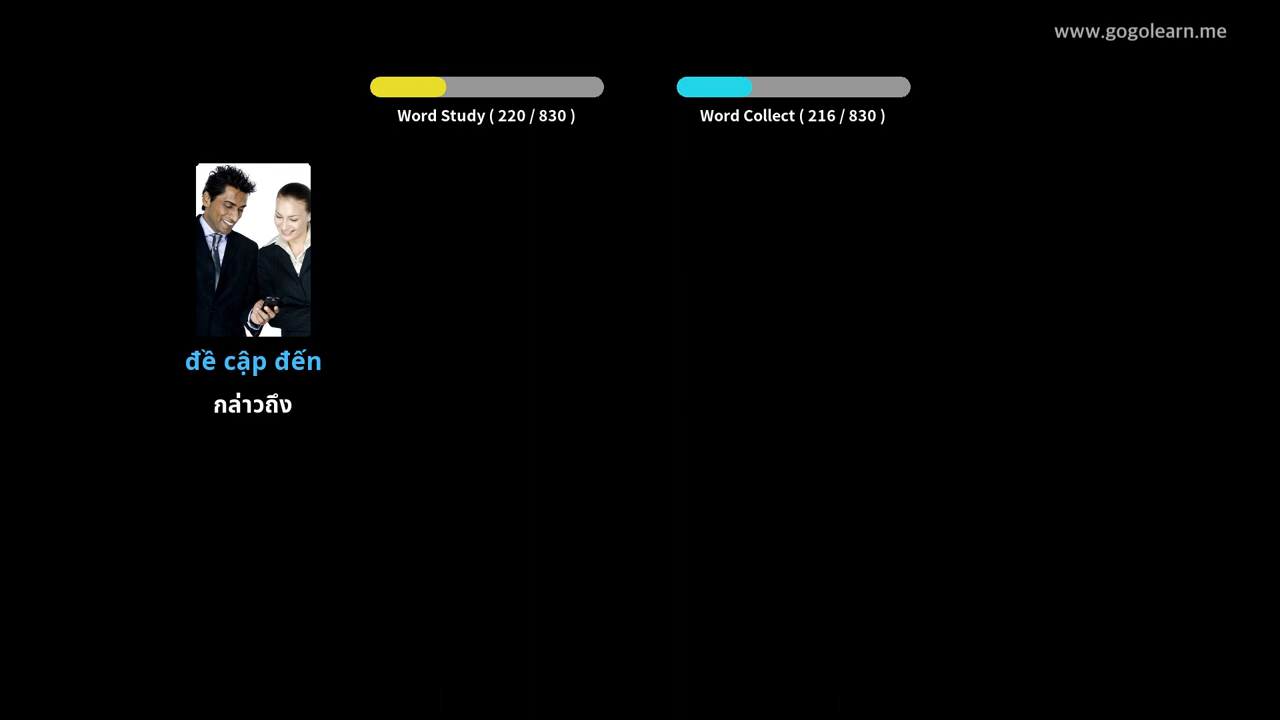 www.gogolearn.me
Word Study ( 220 / 830 )
Word Collect ( 216 / 830 )
đề cập đến
กล่าวถึง